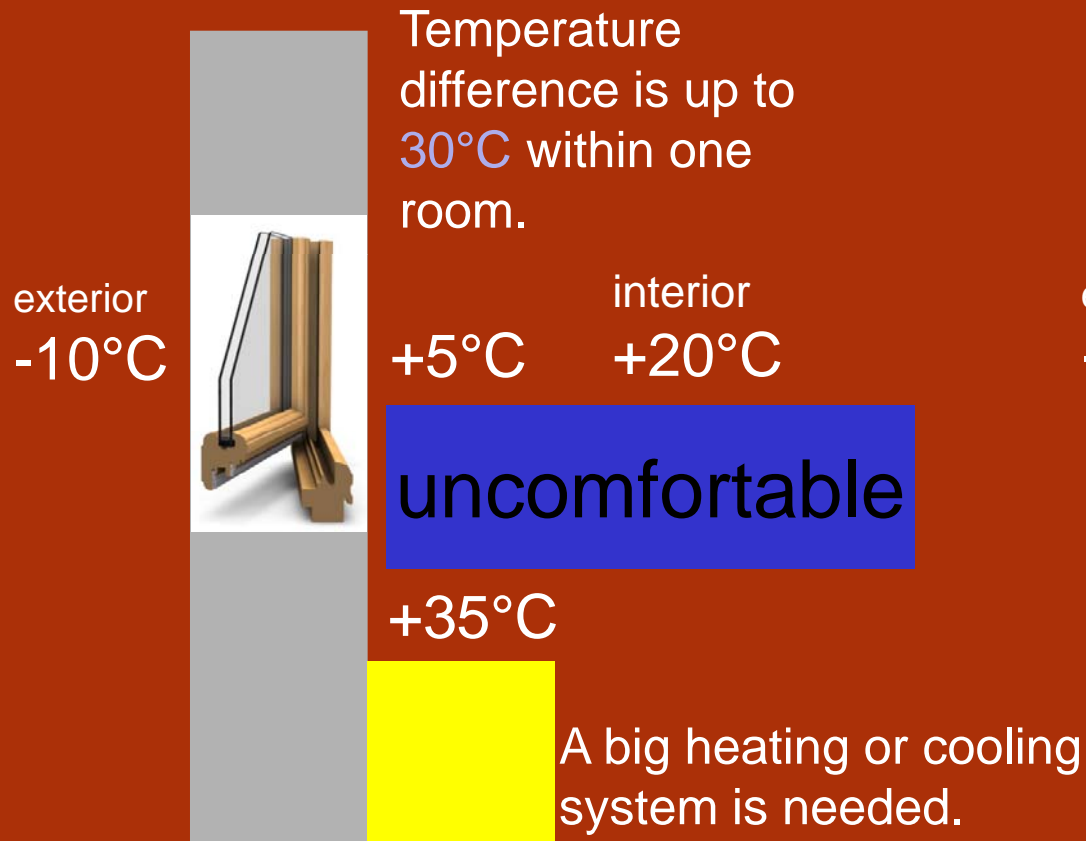 Temperature
difference is up to
30°C within one
room.
exterior
-10°C
+5°C
interior
+20°C
uncomfortable
+35°C
A big heating or cooling
system is needed.